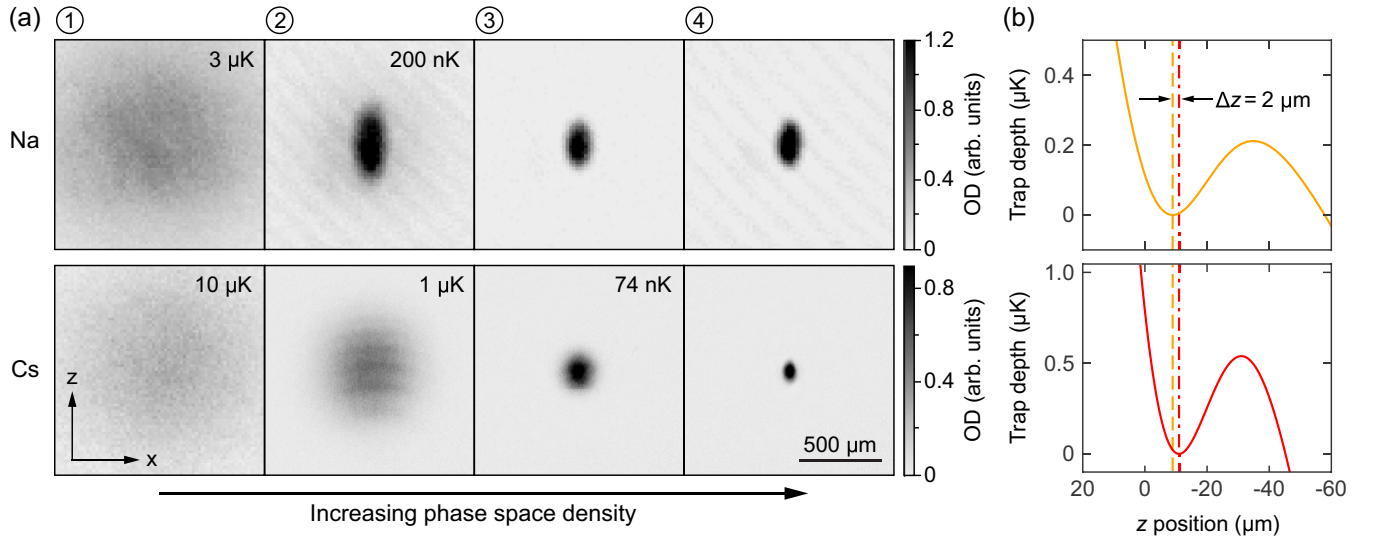 (a) ① ② ③ ④
Na
3 µK
200 nK
1.2
0.8
0.4
0
OD (arb. units)
Cs
10 µK
1 µK
74 nK
z
x
500 µm
0.8
0.4
0
OD (arb. units)
Increasing phase space density
(b)
Trap depth (µK)
0.4
0.2
0
Δz = 2 µm
Trap depth (µK)
1.0
0.5
0
20 0 -20 -40 -60
z position (µm)